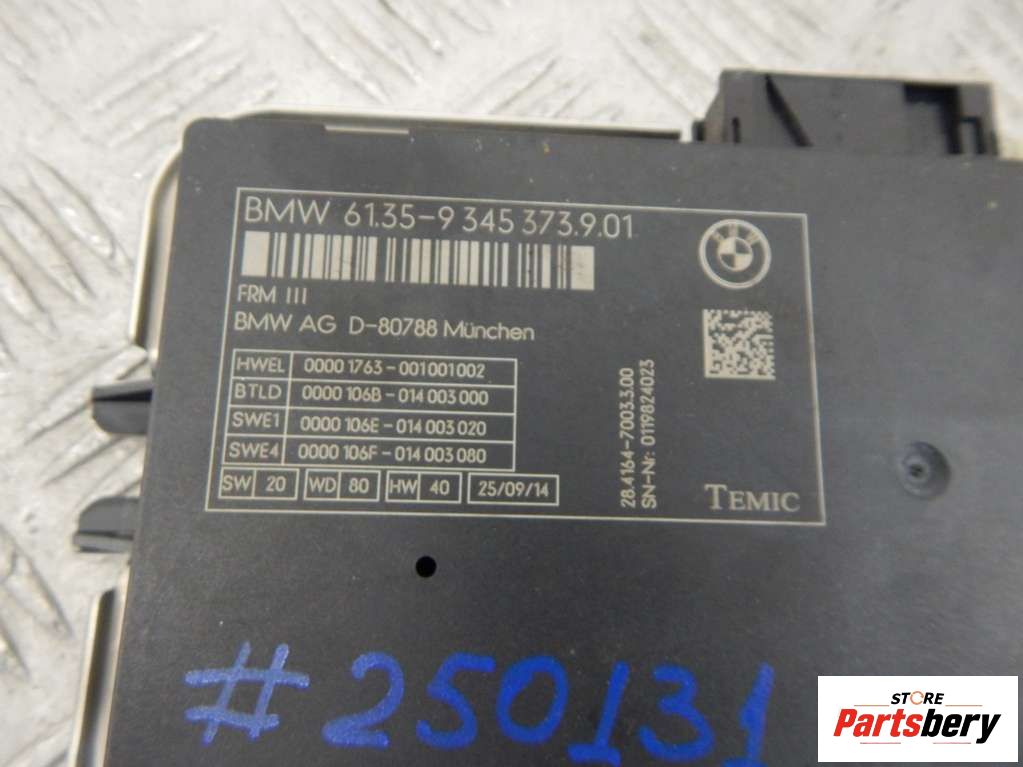 BMW 61.35-9 345 373.9.01
FRM III
BMW AG D-80788 München
HWEL 0000 1763-001001002
BTLD 0000 106B-014 003 000
SWE1 0000 106E-014 003 020
SWE4 0000 106F-014 003 080
SW 20 WD 80 HW 40 25/09/14
28.4164-7003.3.00
SN-Nr: 0119824023
BMW
TEMIC
#250131
STORE
Partsbery